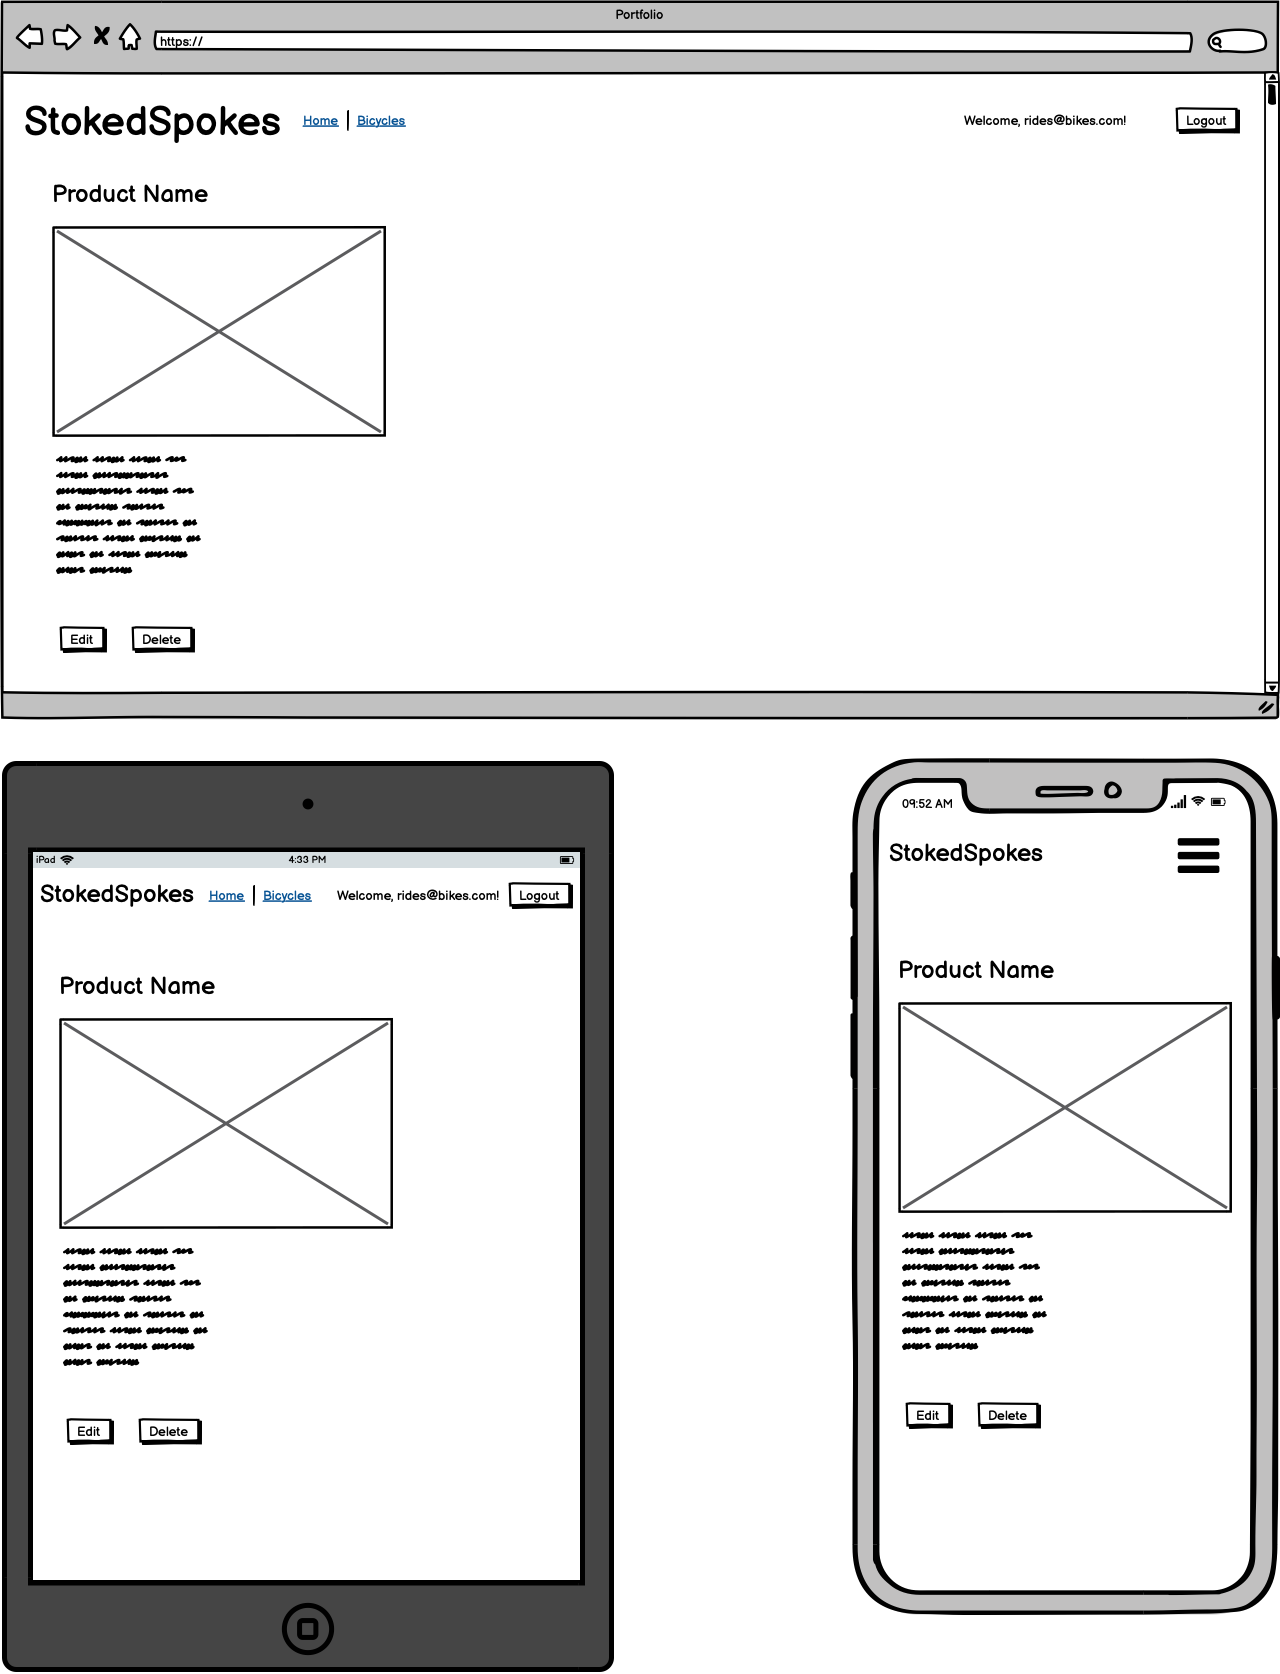 Portfolio
https://
StokedSpokes Home Bicycles Welcome, rides@bikes.com! Logout
Product Name
Edit Delete
iPad 4:33 PM
StokedSpokes Home Bicycles Welcome, rides@bikes.com! Logout
Product Name
Edit Delete
09:52 AM
StokedSpokes
Product Name
Edit Delete